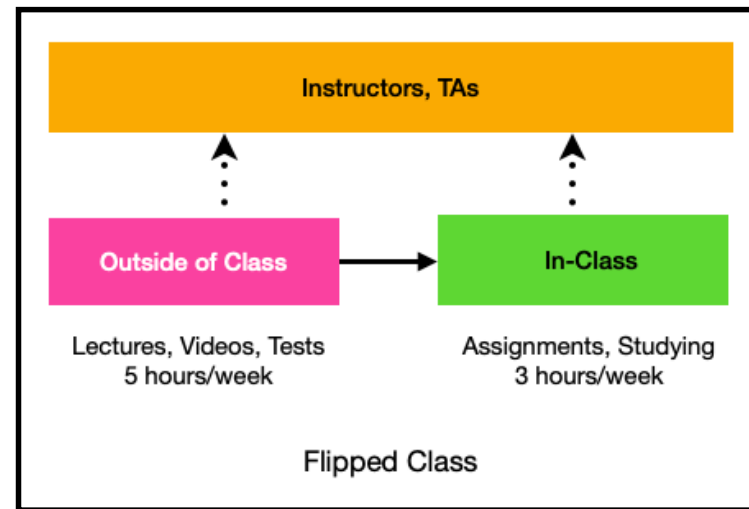 Instructors, TAs
Outside of Class
In-Class
Lectures, Videos, Tests
5 hours/week
Assignments, Studying
3 hours/week
Flipped Class